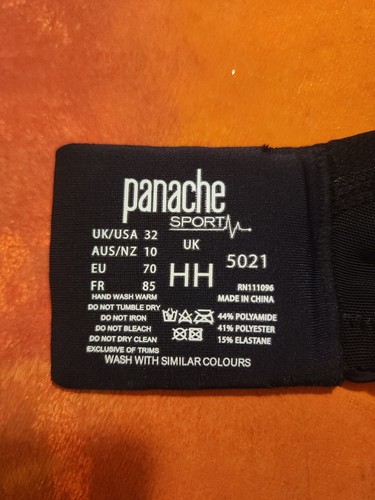 panache
SPORT
UK/USA 32
AUS/NZ 10
EU 70
FR 85
UK
HH
5021
RN111096
MADE IN CHINA
HAND WASH WARM
DO NOT TUMBLE DRY
DO NOT IRON
DO NOT BLEACH
DO NOT DRY CLEAN
EXCLUSIVE OF TRIMS
44% POLYAMIDE
41% POLYESTER
15% ELASTANE
WASH WITH SIMILAR COLOURS